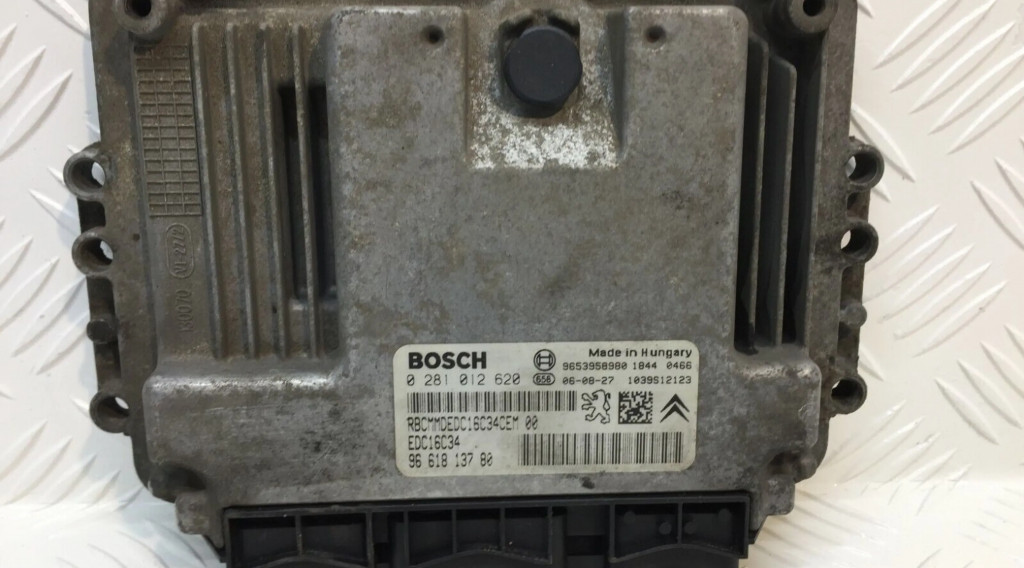 BOSCH
Made in Hungary
9653958980 1844 0466
0 281 012 620
658 06-08-27 1039S12123
RBCMMDEDC16C34CEM 00
EDC16C34
96 618 137 80